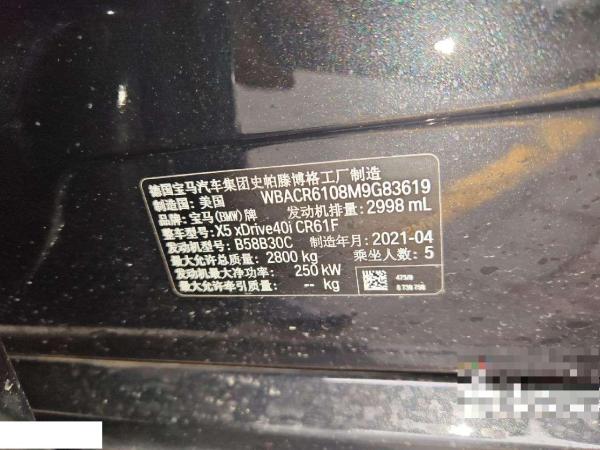 德国宝马汽车集团史帕滕博格工厂制造
制造国: 美国 WBACR6108M9G83619
品牌: 宝马(BMW)牌 发动机排量: 2998 mL
整车型号: X5 xDrive40i CR61F
发动机型号: B58B30C 制造年月: 2021-04
最大允许总质量: 2800 kg 乘坐人数: 5
发动机最大净功率: 250 kW
最大允许牵引质量: -- kg